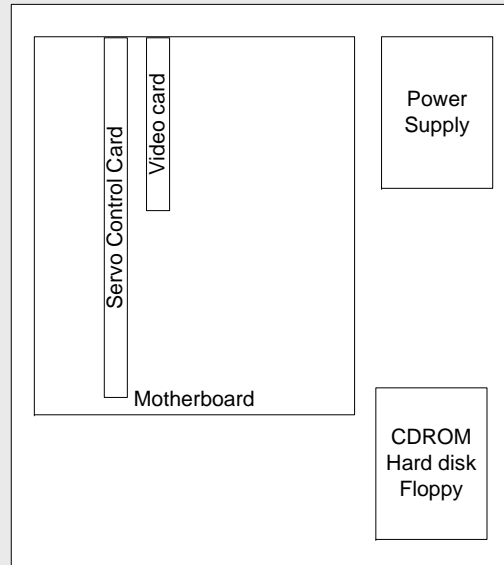 Servo Control Card
Video card
Power
Supply
Motherboard
CDROM
Hard disk
Floppy